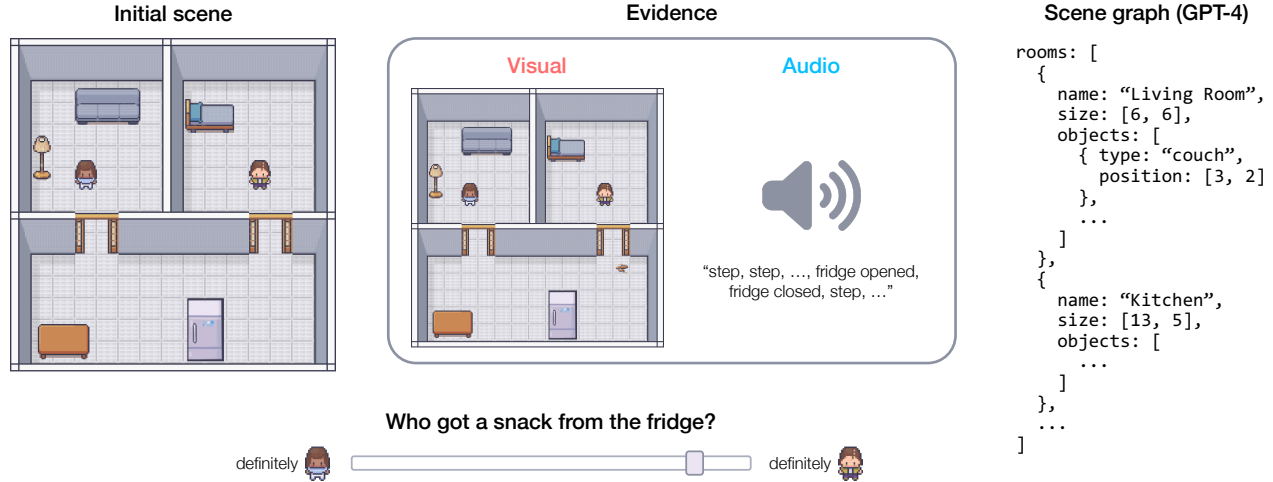 Initial scene
Evidence
Scene graph (GPT-4)
Visual
Audio
“step, step, …, fridge opened,
fridge closed, step, …”
rooms: [
  {
    name: “Living Room”,
    size: [6, 6],
    objects: [
      { type: “couch”,
        position: [3, 2]
      },
      ...
    ]
  },
  {
    name: “Kitchen”,
    size: [13, 5],
    objects: [
      ...
    ]
  },
  ...
]
Who got a snack from the fridge?
definitely
definitely